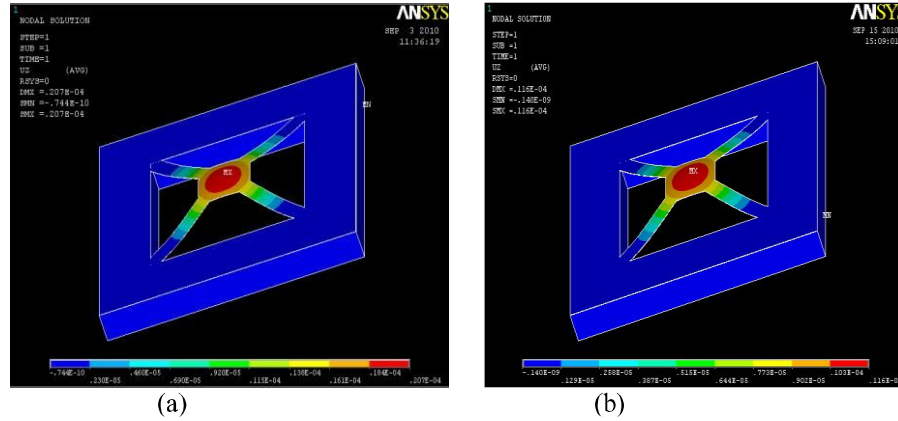 1
ANSYS
NODAL SOLUTION
SEP 3 2010
11:36:19
STEP=1
SUB =1
TIME=1
UZ (AVG)
RSYS=0
DMX =.207E-04
SMN =-.744E-10
SMX =.207E-04
MN
MX
-.744E-10 .460E-05 .920E-05 .138E-04 .184E-04
.230E-05 .690E-05 .115E-04 .161E-04 .207E-04
(a)
1
ANSYS
NODAL SOLUTION
SEP 15 2010
15:09:01
STEP=1
SUB =1
TIME=1
UZ (AVG)
RSYS=0
DMX =.116E-04
SMN =-.140E-09
SMX =.116E-04
MX
MN
-.140E-09 .258E-05 .515E-05 .773E-05 .103E-04
.129E-05 .387E-05 .644E-05 .902E-05 .116E-0
(b)